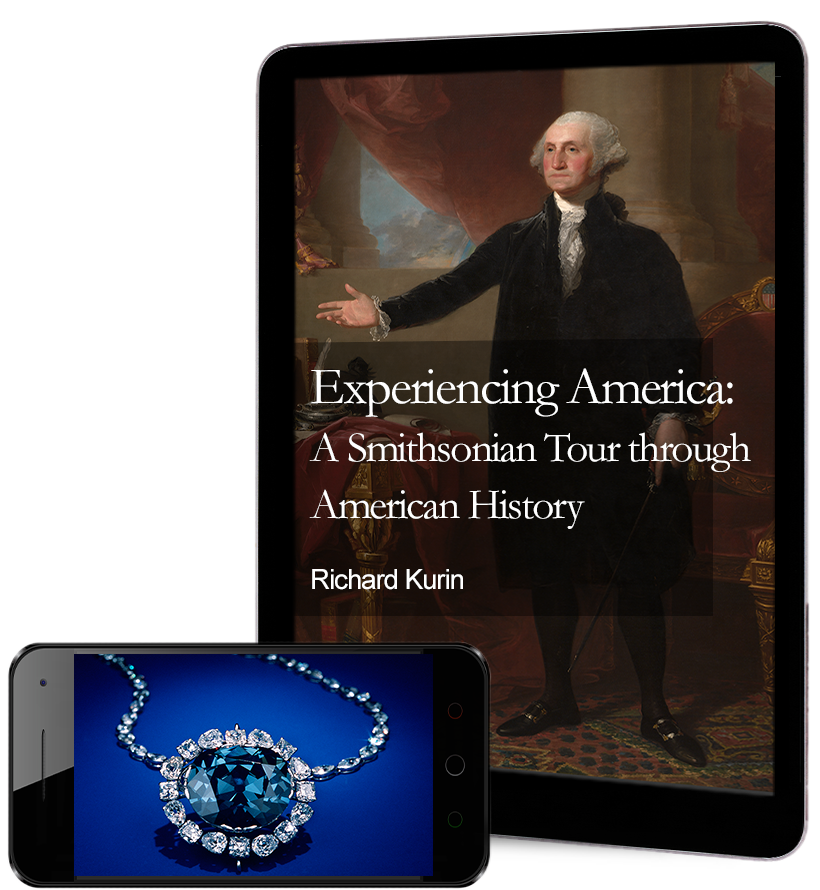 Experiencing America:
A Smithsonian Tour through
American History
Richard Kurin